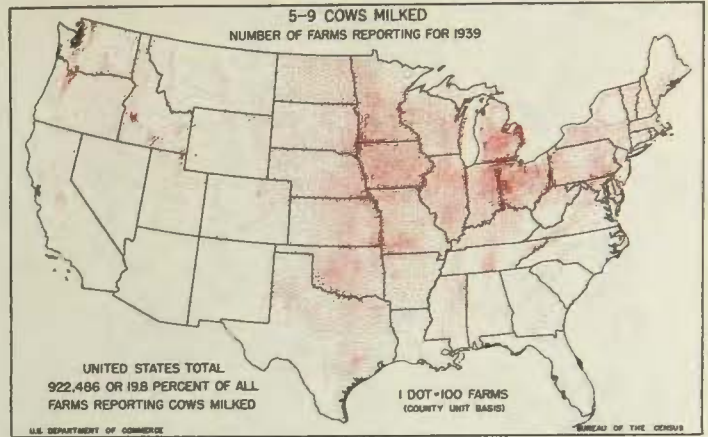 5-9 COWS MILKED
NUMBER OF FARMS REPORTING FOR 1939
UNITED STATES TOTAL
922,486 OR 19.8 PERCENT OF ALL
FARMS REPORTING COWS MILKED
1 DOT=100 FARMS
(COUNTY UNIT BASIS)
U.S. DEPARTMENT OF COMMERCE
BUREAU OF THE CENSUS